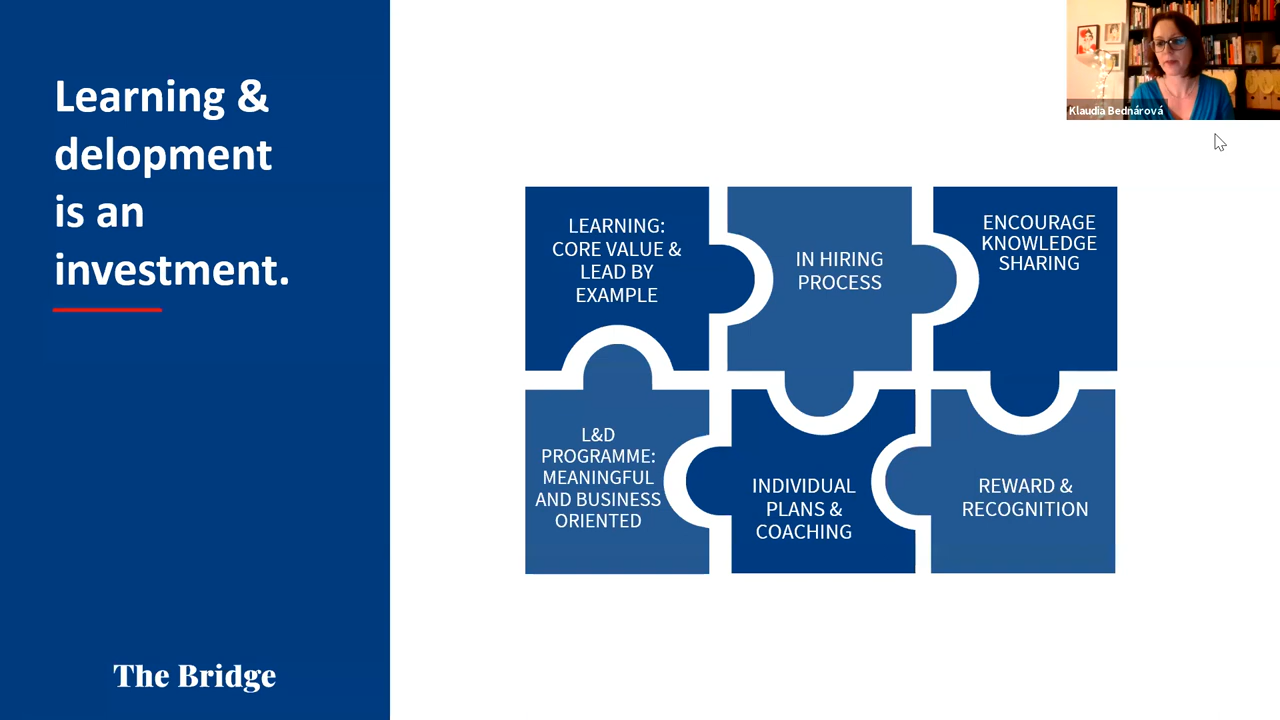 Learning &
delopment
is an
investment.
The Bridge
Klaudia Bednárová
LEARNING:
CORE VALUE &
LEAD BY
EXAMPLE
IN HIRING
PROCESS
ENCOURAGE
KNOWLEDGE
SHARING
L&D
PROGRAMME:
MEANINGFUL
AND BUSINESS
ORIENTED
INDIVIDUAL
PLANS &
COACHING
REWARD &
RECOGNITION